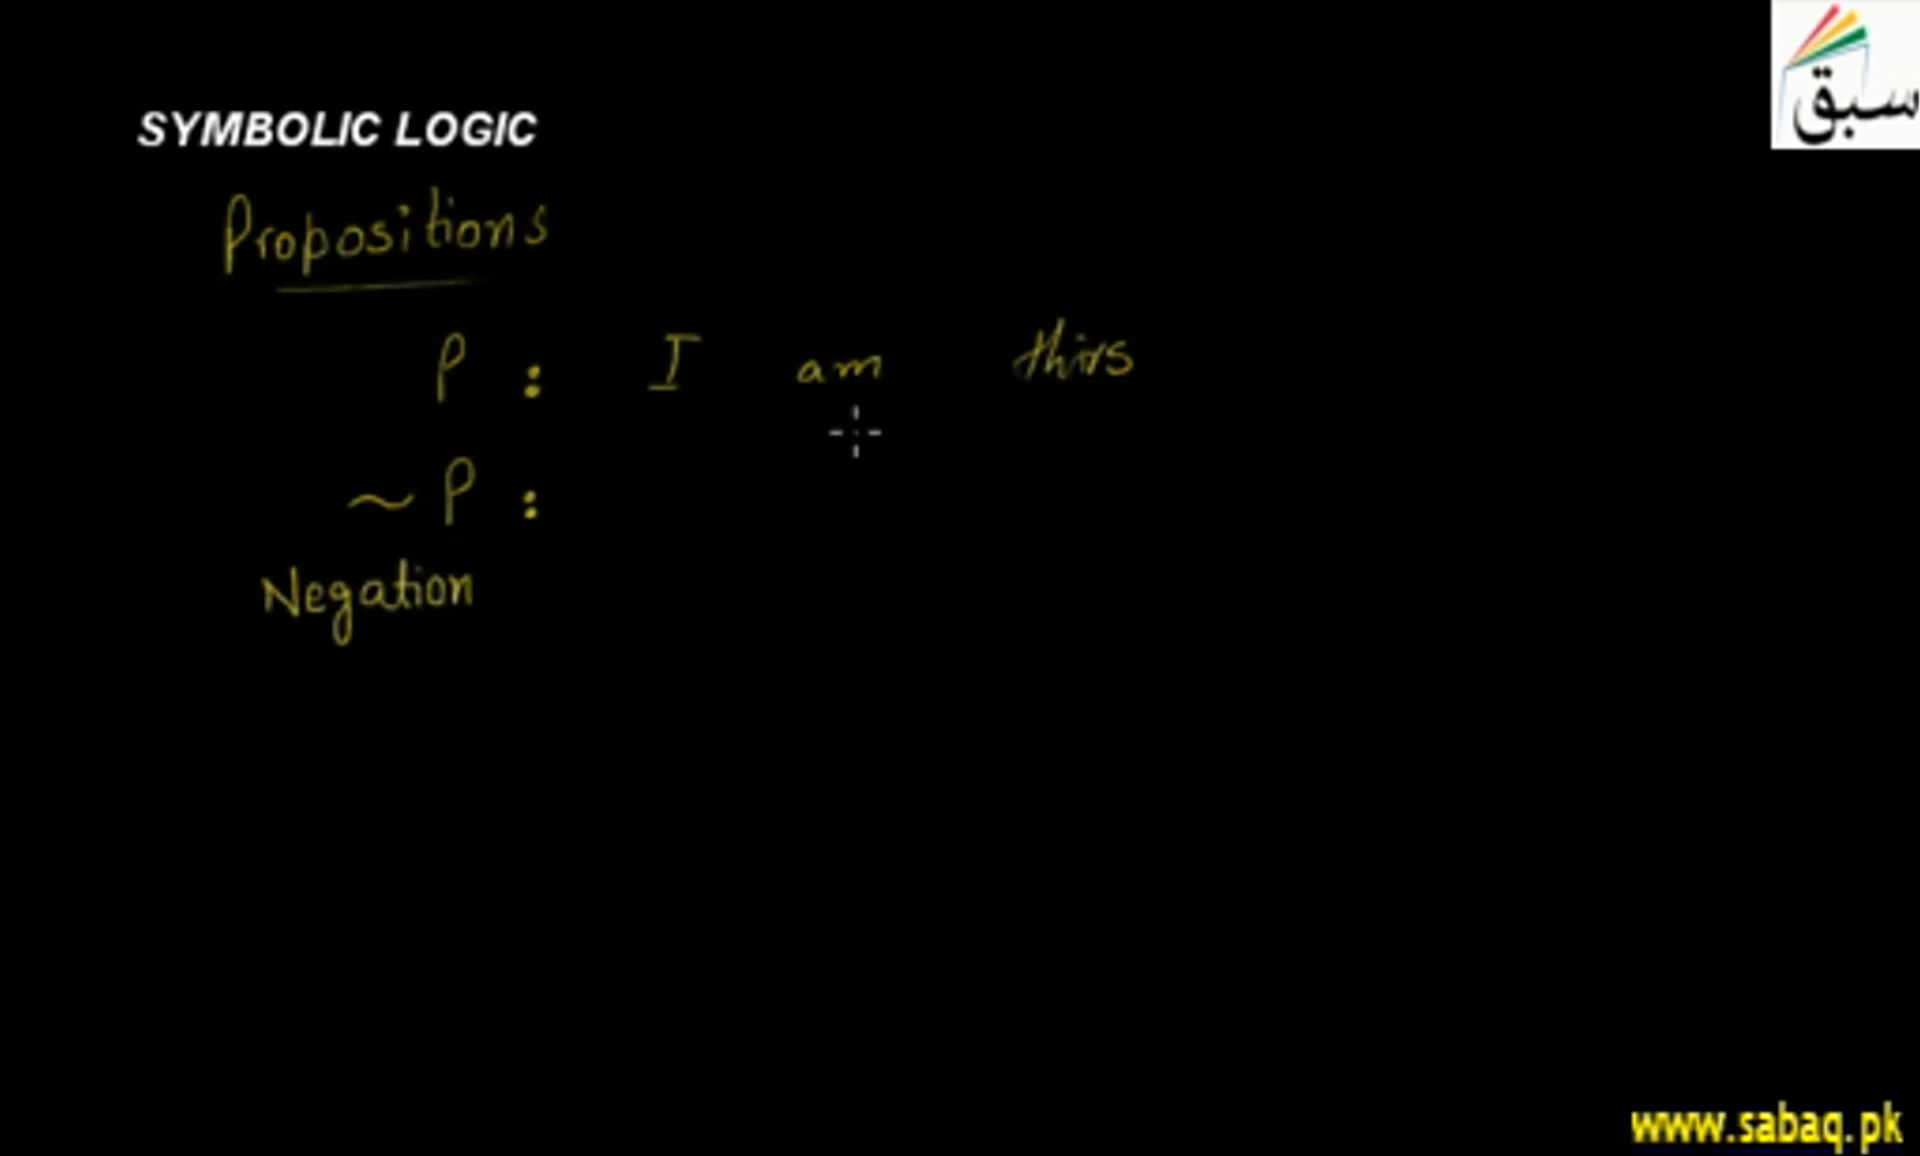 سبق
SYMBOLIC LOGIC
Propositions
P : I am thirs
~ P :
Negation
www.sabaq.pk